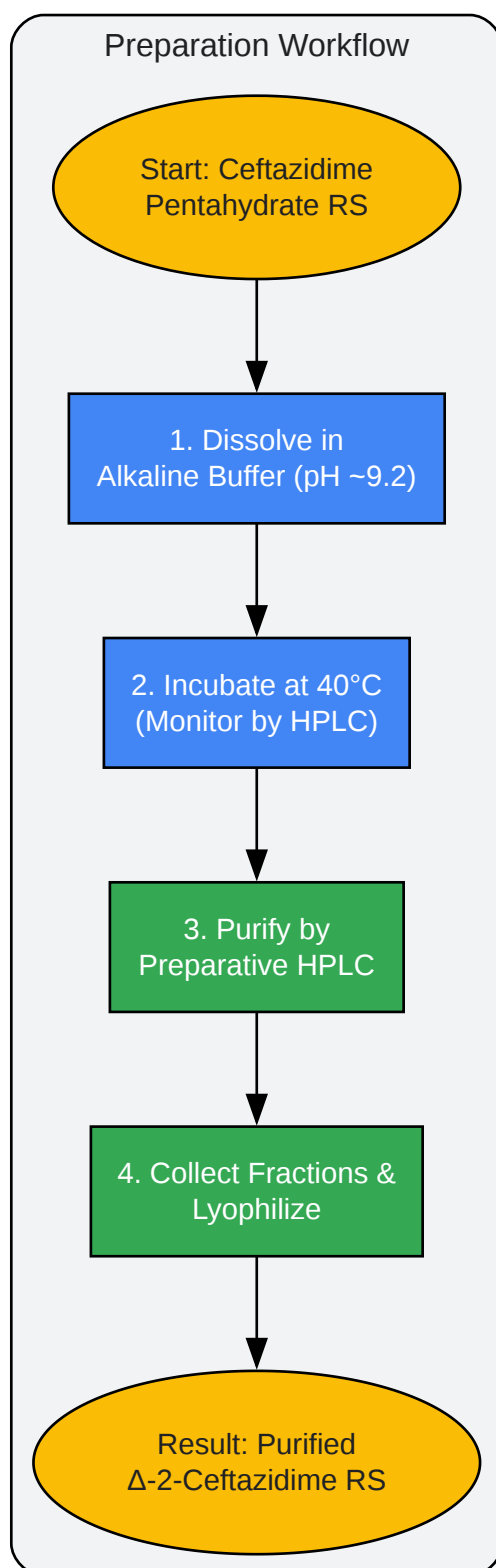 Preparation Workflow
Start: Ceftazidime
Pentahydrate RS
1. Dissolve in
Alkaline Buffer (pH ~9.2)
2. Incubate at 40°C
(Monitor by HPLC)
3. Purify by
Preparative HPLC
4. Collect Fractions &
Lyophilize
Result: Purified
Δ-2-Ceftazidime RS